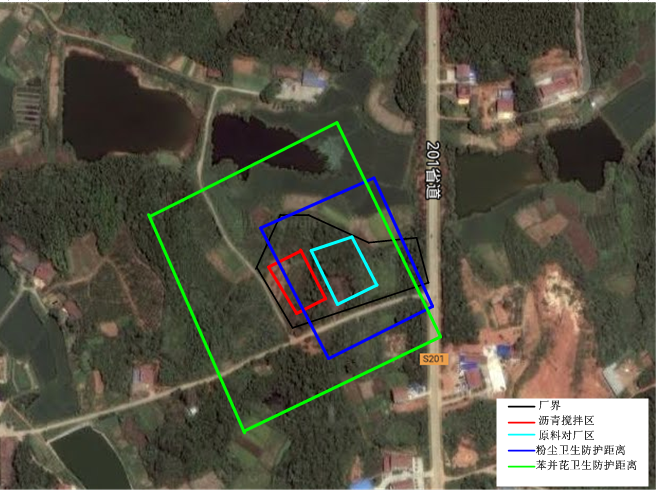 201省道
S201
厂界
沥青搅拌区
原料对厂区
粉尘卫生防护距离
苯并芘卫生防护距离